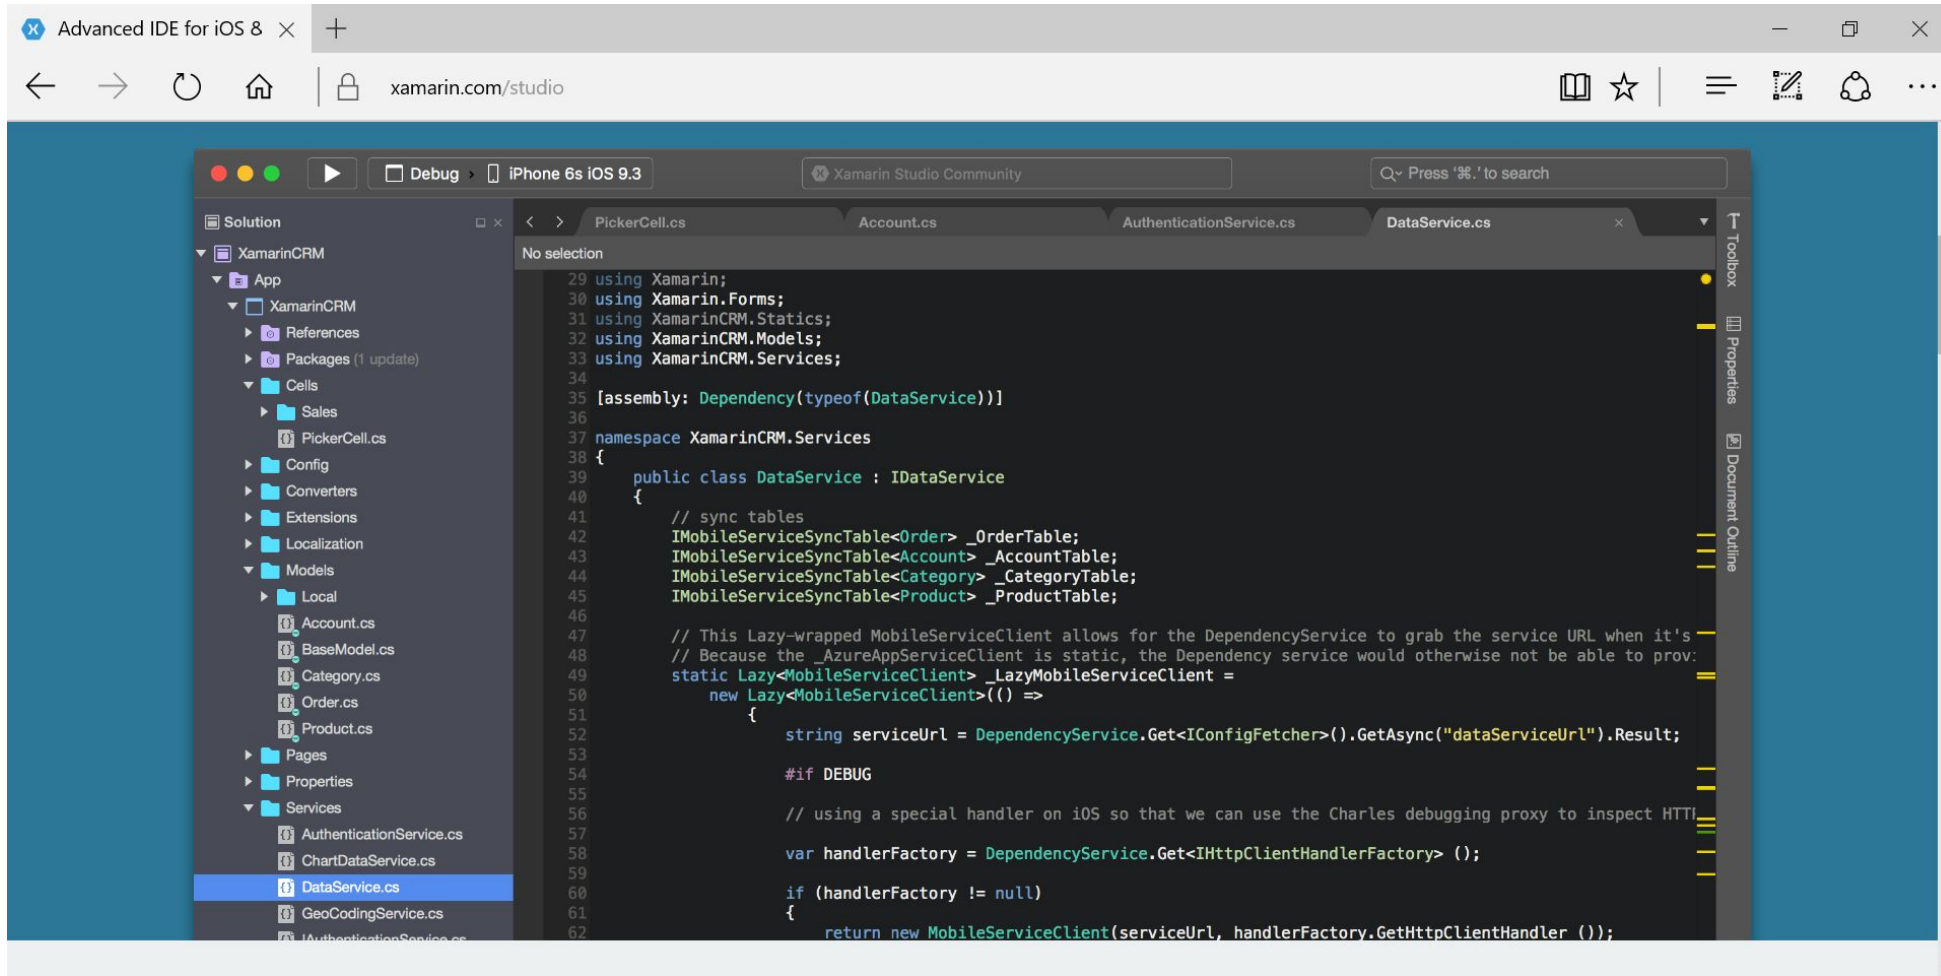 Advanced IDE for iOS &
xamarin.com/studio
Debug › iPhone 6s iOS 9.3
Xamarin Studio Community
Press '⌘.' to search
Solution
PickerCell.cs
Account.cs
AuthenticationService.cs
DataService.cs
No selection
XamarinCRM
App
XamarinCRM
References
Packages (1 update)
Cells
Sales
PickerCell.cs
Config
Converters
Extensions
Localization
Models
Local
Account.cs
BaseModel.cs
Category.cs
Order.cs
Product.cs
Pages
Properties
Services
AuthenticationService.cs
ChartDataService.cs
DataService.cs
GeoCodingService.cs
IAuthenticationService.cs
29 using Xamarin;
30 using Xamarin.Forms;
31 using XamarinCRM.Statics;
32 using XamarinCRM.Models;
33 using XamarinCRM.Services;
34
35 [assembly: Dependency(typeof(DataService))]
36
37 namespace XamarinCRM.Services
38 {
39 public class DataService : IDataService
40 {
41 // sync tables
42 IMobileServiceSyncTable<Order> _OrderTable;
43 IMobileServiceSyncTable<Account> _AccountTable;
44 IMobileServiceSyncTable<Category> _CategoryTable;
45 IMobileServiceSyncTable<Product> _ProductTable;
46
47 // This Lazy-wrapped MobileServiceClient allows for the DependencyService to grab the service URL when it's
48 // Because the _AzureAppServiceClient is static, the Dependency service would otherwise not be able to provi
49 static Lazy<MobileServiceClient> _LazyMobileServiceClient =
50 new Lazy<MobileServiceClient>(() =>
51 {
52 string serviceUrl = DependencyService.Get<IConfigFetcher>().GetAsync("dataServiceUrl").Result;
53
54 #if DEBUG
55
56 // using a special handler on iOS so that we can use the Charles debugging proxy to inspect HTTP
57
58 var handlerFactory = DependencyService.Get<IHttpClientHandlerFactory> ();
59
60 if (handlerFactory != null)
61 {
62 return new MobileServiceClient(serviceUrl, handlerFactory.GetHttpClientHandler ());
Toolbox
Properties
Document Outline